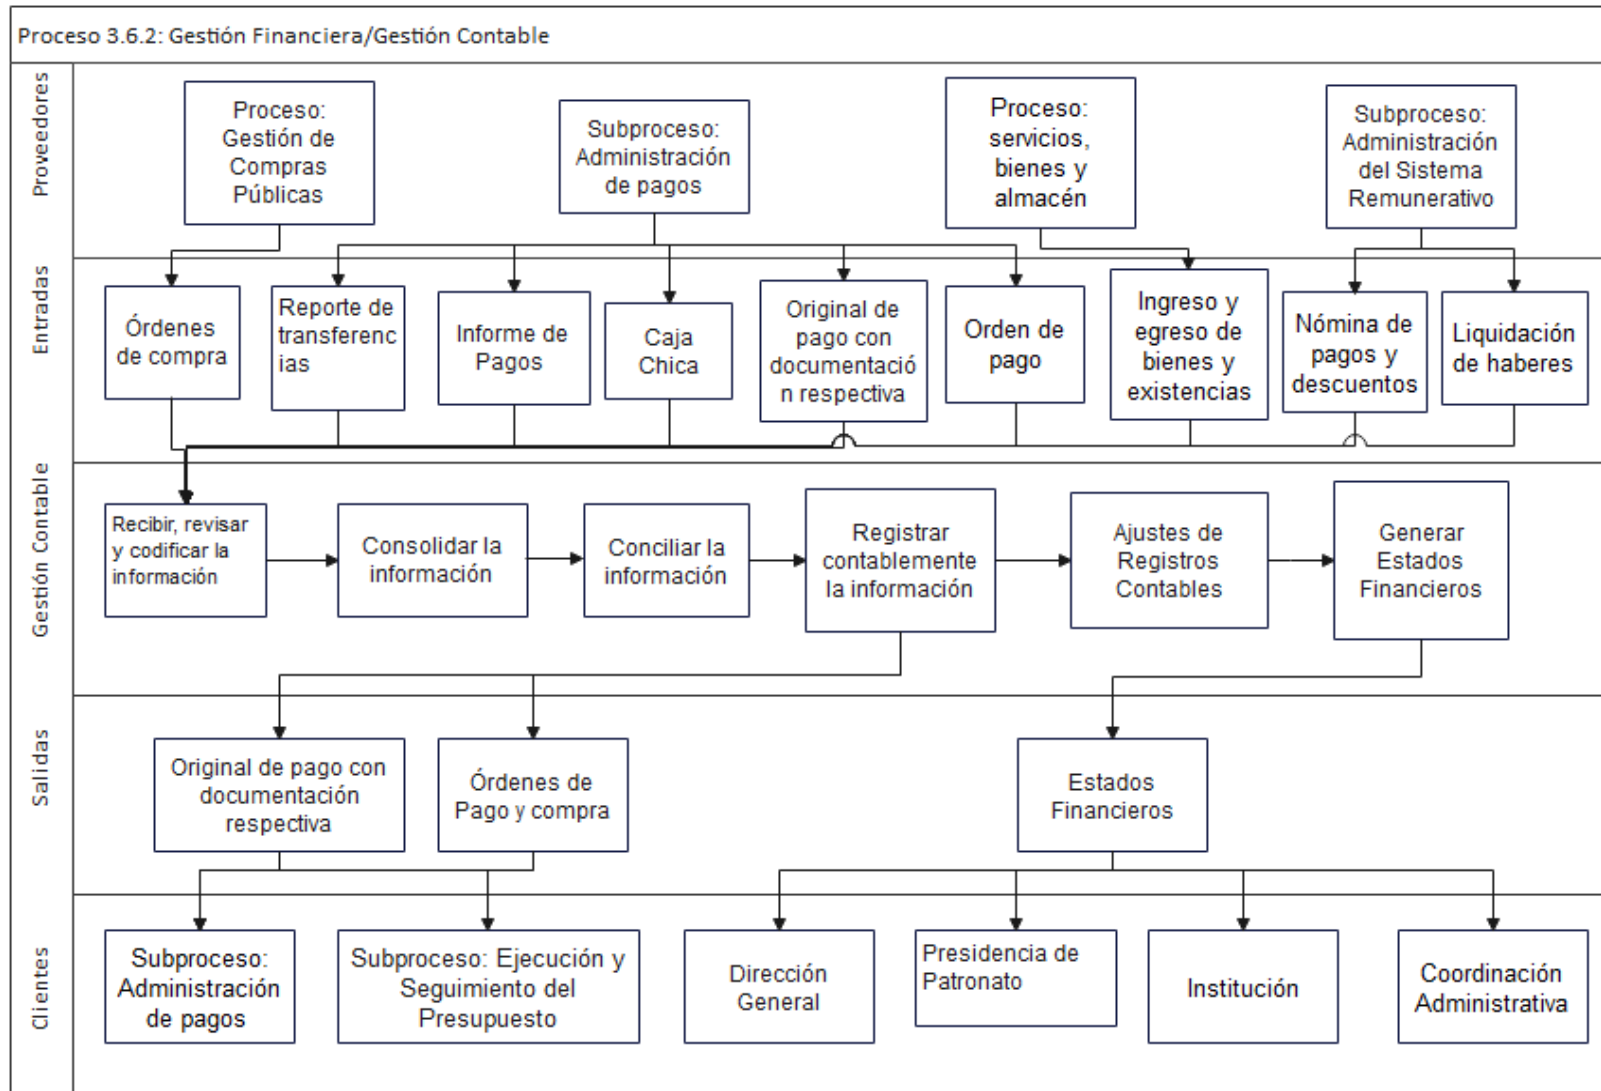 Proceso 3.6.2: Gestión Financiera/Gestión Contable
Proveedores
Proceso:
Gestión de
Compras
Públicas
Subproceso:
Administración
de pagos
Proceso:
servicios,
bienes y
almacén
Subproceso:
Administración
del Sistema
Remunerativo
Entradas
Órdenes
de compra
Reporte de
transferenc
ias
Informe de
Pagos
Caja
Chica
Original de
pago con
documentació
n respectiva
Orden de
pago
Ingreso y
egreso de
bienes y
existencias
Nómina de
pagos y
descuentos
Liquidación
de haberes
Gestión Contable
Recibir, revisar
y codificar la
información
Consolidar la
información
Conciliar la
información
Registrar
contablemente
la información
Ajustes de
Registros
Contables
Generar
Estados
Financieros
Salidas
Original de pago con
documentación
respectiva
Órdenes de
Pago y compra
Estados
Financieros
Clientes
Subproceso:
Administración
de pagos
Subproceso: Ejecución y
Seguimiento del
Presupuesto
Dirección
General
Presidencia de
Patronato
Institución
Coordinación
Administrativa